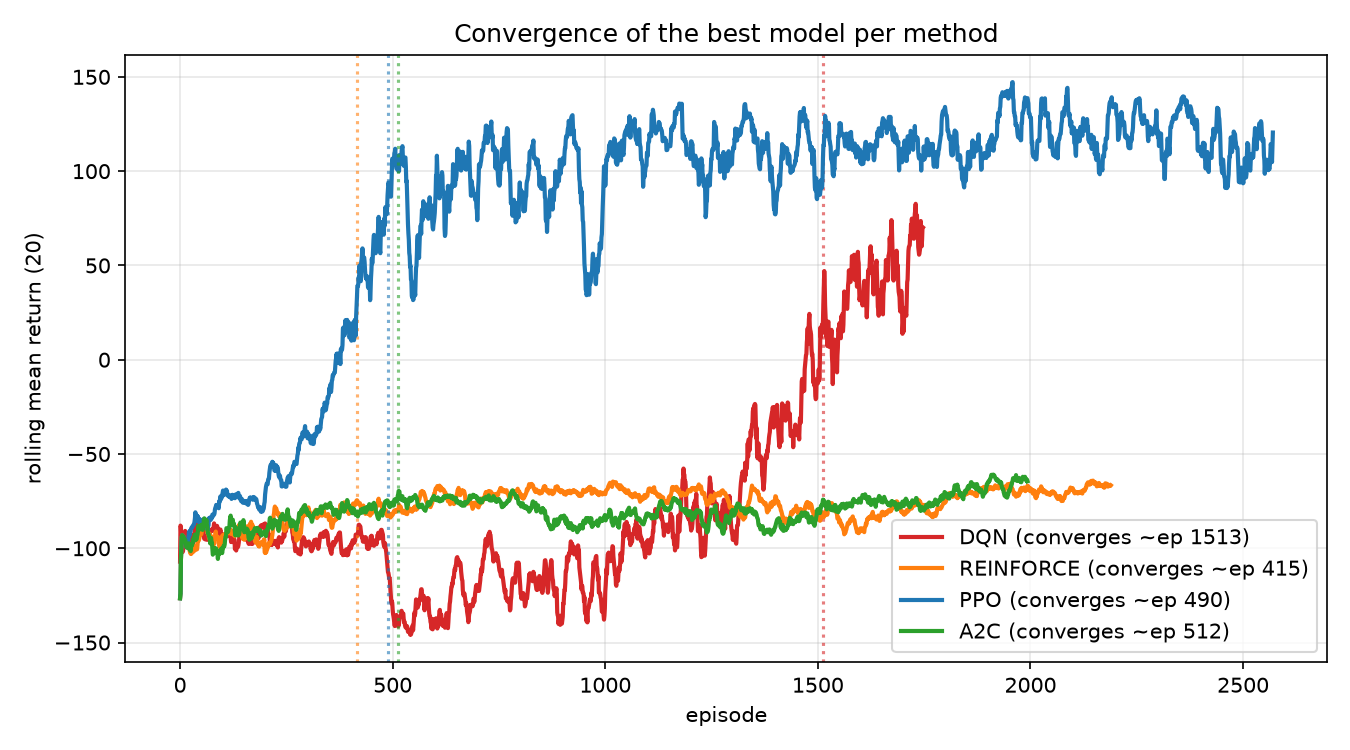 Convergence of the best model per method
rolling mean return (20)
150
100
50
0
−50
−100
−150
0
500
1000
1500
2000
2500
episode
DQN (converges ~ep 1513)
REINFORCE (converges ~ep 415)
PPO (converges ~ep 490)
A2C (converges ~ep 512)